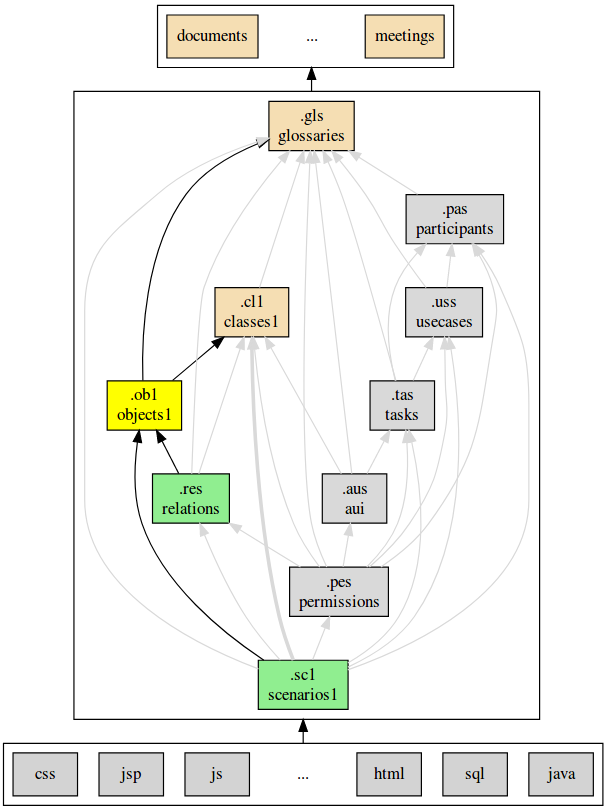 documents ... meetings
.gls
glossaries
.pas
participants
.cl1
classes1
.uss
usecases
.ob1
objects1
.tas
tasks
.res
relations
.aus
aui
.pes
permissions
.sc1
scenarios1
css jsp js ... html sql java